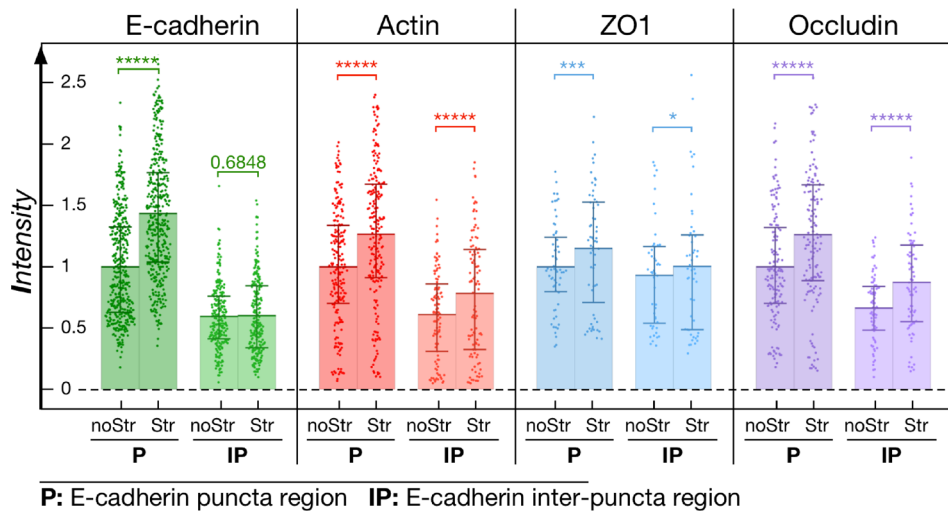 E-cadherin Actin ZO1 Occludin
***** ***** *** *****
***** * *****
0.6848
Intensity
2.5
2
1.5
1
0.5
0
noStr Str noStr Str noStr Str noStr Str noStr Str noStr Str noStr Str noStr Str
P IP P IP P IP P IP
P: E-cadherin puncta region IP: E-cadherin inter-puncta region